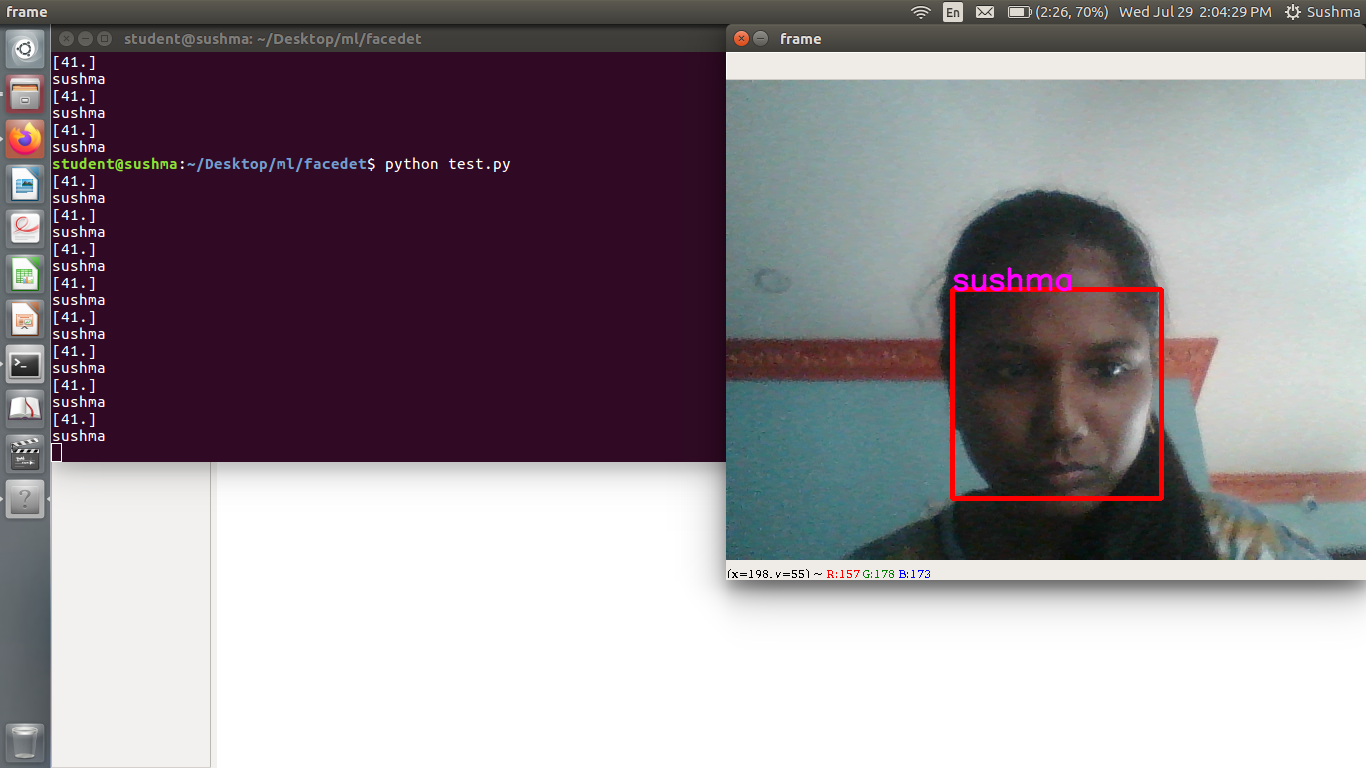 frame
En
(2:26, 70%)
Wed Jul 29 2:04:29 PM
Sushma
student@sushma: ~/Desktop/ml/facedet
[41.]
sushma
[41.]
sushma
[41.]
sushma
student@sushma:~/Desktop/ml/facedet$ python test.py
[41.]
sushma
[41.]
sushma
[41.]
sushma
[41.]
sushma
[41.]
sushma
[41.]
sushma
[41.]
sushma
[41.]
sushma
frame
sushma
(x=198, y=55) ~ R:157 G:178 B:173